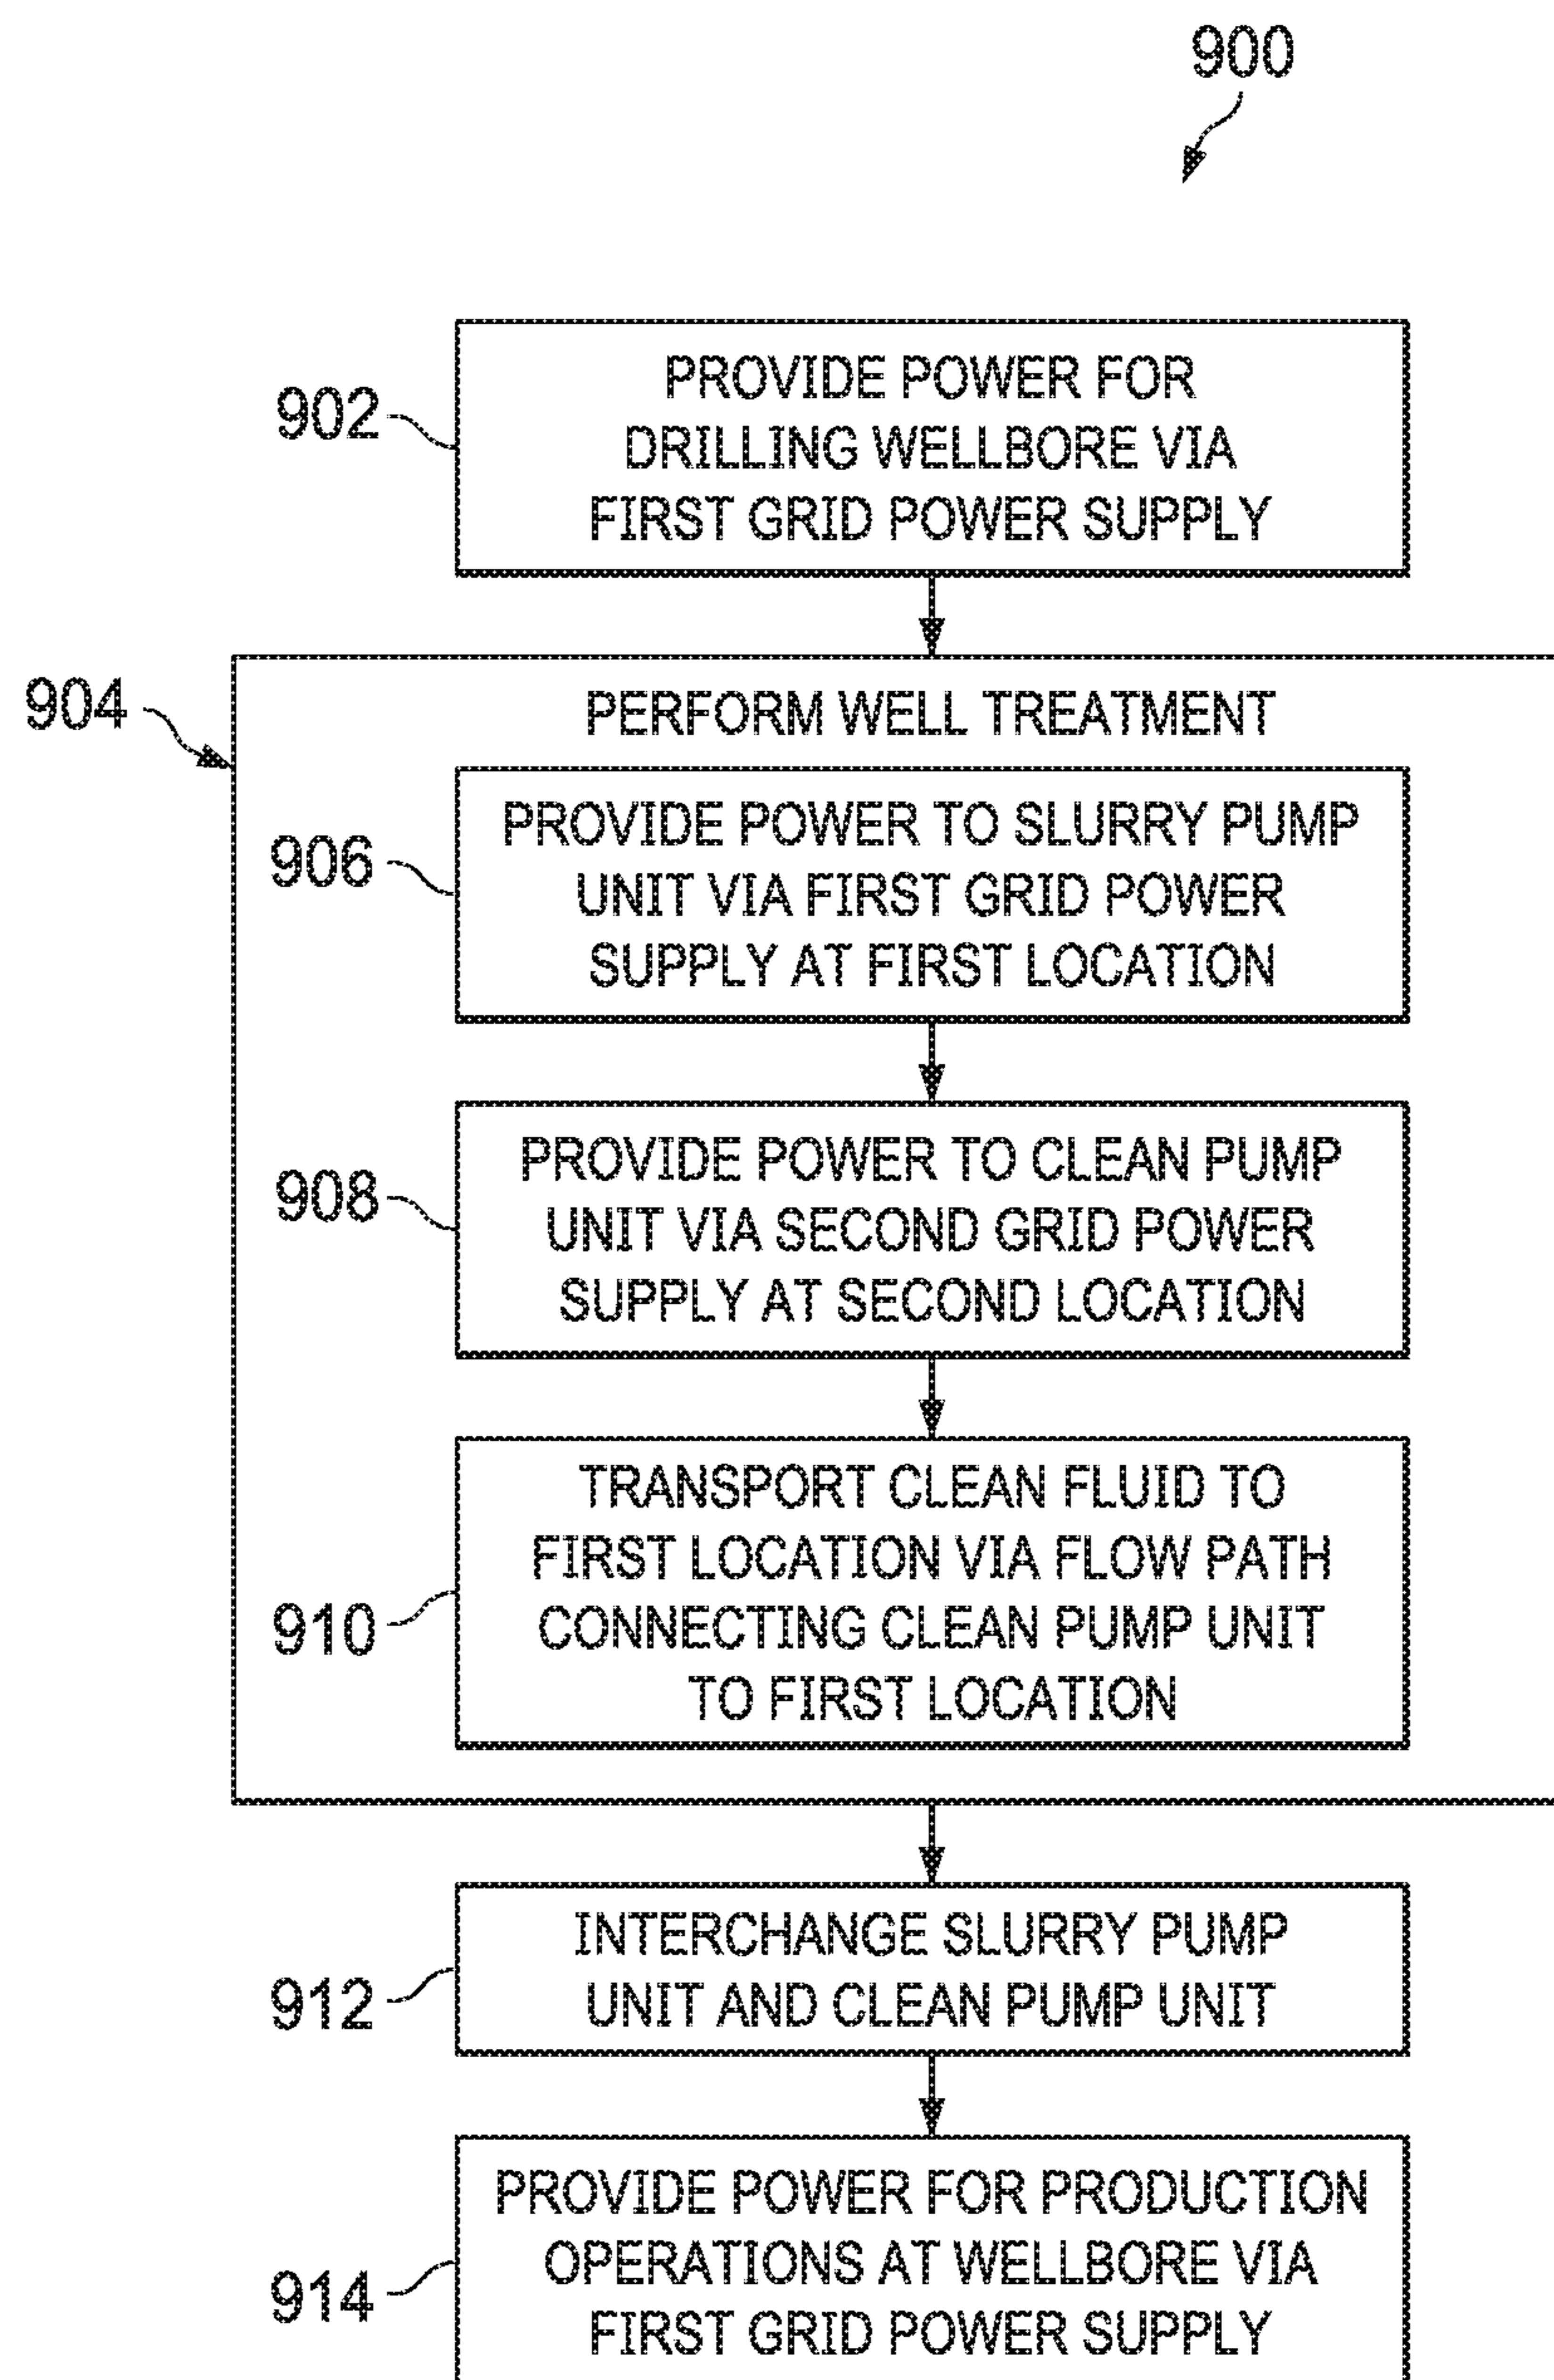 900
902
PROVIDE POWER FOR
DRILLING WELLBORE VIA
FIRST GRID POWER SUPPLY
904
PERFORM WELL TREATMENT
906
PROVIDE POWER TO SLURRY PUMP
UNIT VIA FIRST GRID POWER
SUPPLY AT FIRST LOCATION
908
PROVIDE POWER TO CLEAN PUMP
UNIT VIA SECOND GRID POWER
SUPPLY AT SECOND LOCATION
910
TRANSPORT CLEAN FLUID TO
FIRST LOCATION VIA FLOW PATH
CONNECTING CLEAN PUMP UNIT
TO FIRST LOCATION
912
INTERCHANGE SLURRY PUMP
UNIT AND CLEAN PUMP UNIT
914
PROVIDE POWER FOR PRODUCTION
OPERATIONS AT WELLBORE VIA
FIRST GRID POWER SUPPLY